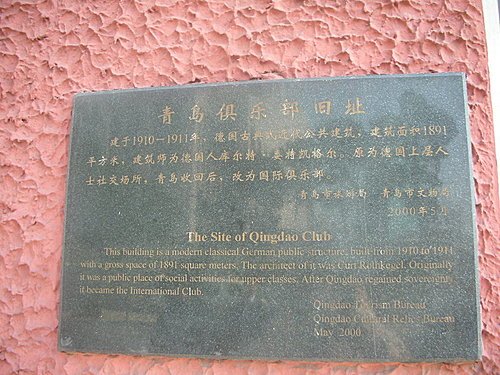 青岛俱乐部旧址
建于1910－1911年，德国古典式近代公共建筑，建筑面积1891
平方米，建筑师为德国人库尔特·罗克格尔。原为德国上层人
士社交场所，青岛收回后，改为国际俱乐部。
青岛市旅游局 青岛市文物局
2000年5月
The Site of Qingdao Club
This building is a modern classical German public structure, built from 1910 to 1911
with a gross space of 1891 square meters. The architect of it was Curt Rothkegel. Originally
it was a public place of social activities for upper classes. After Qingdao regained sovereignty
it became the International Club.
Qingdao Tourism Bureau
Qingdao Cultural Relics Bureau
May 2000